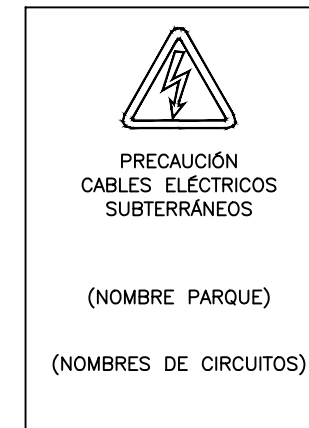 PRECAUCIÓN
CABLES ELÉCTRICOS
SUBTERRÁNEOS
(NOMBRE PARQUE)
(NOMBRES DE CIRCUITOS)